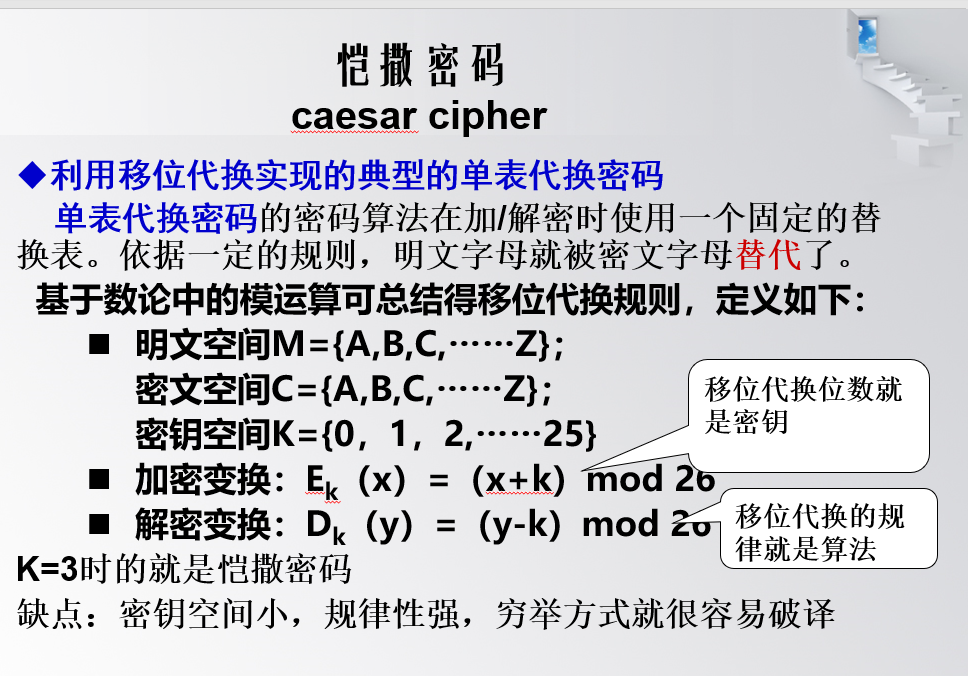 恺撒密码
caesar cipher
◆利用移位代换实现的典型的单表代换密码
单表代换密码的密码算法在加/解密时使用一个固定的替
换表。依据一定的规则，明文字母就被密文字母替代了。
基于数论中的模运算可总结得移位代换规则，定义如下：
■ 明文空间M={A,B,C,……Z}；
密文空间C={A,B,C,……Z}；
密钥空间K={0，1，2,……25}
移位代换位数就
是密钥
■ 加密变换：Ek（x）=（x+k）mod 26
■ 解密变换：Dk（y）=（y-k）mod 26
移位代换的规
律就是算法
K=3时的就是恺撒密码
缺点：密钥空间小，规律性强，穷举方式就很容易破译